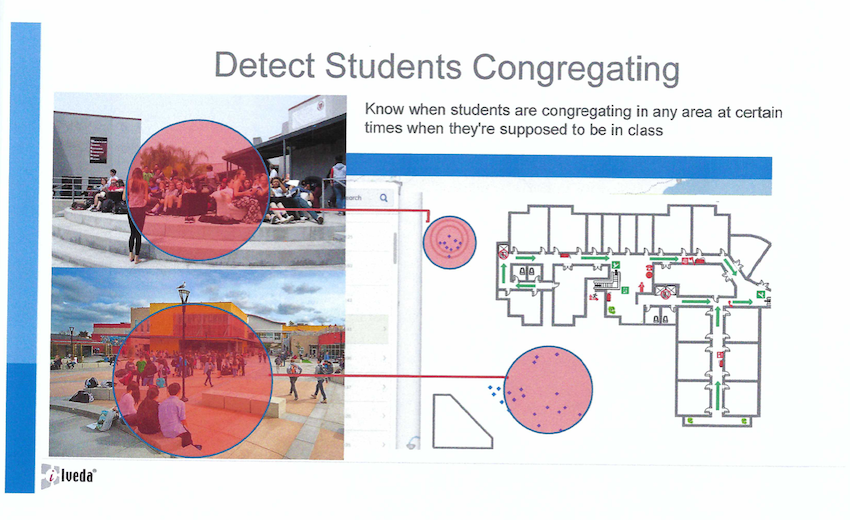 Detect Students Congregating
Know when students are congregating in any area at certain
times when they're supposed to be in class
earch
Iveda®